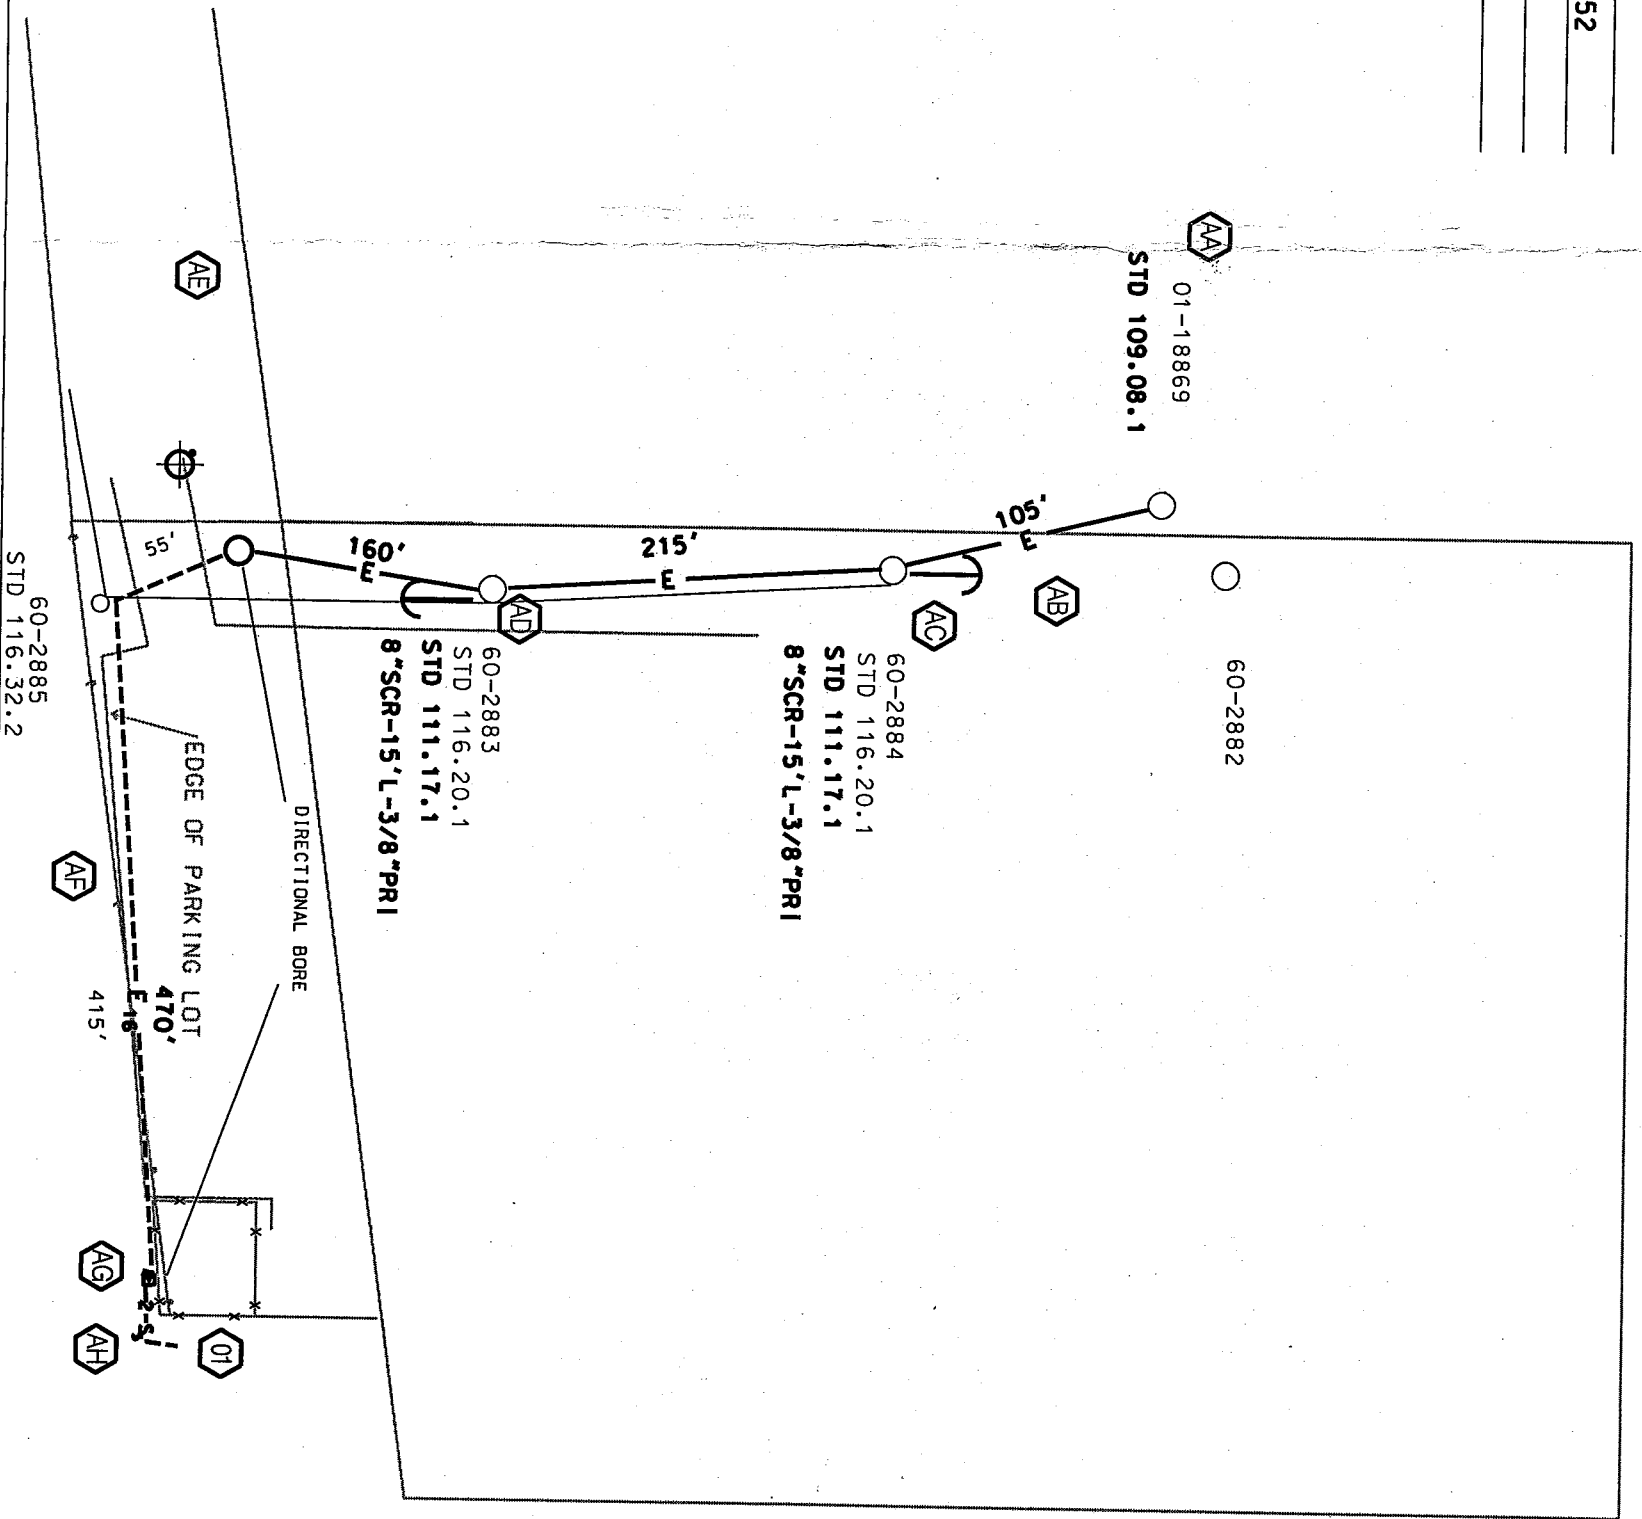 52
AA
01-18869
STD 109.08.1
105'
E
AB
60-2882
AC
60-2884
STD 116.20.1
STD 111.17.1
8"SCR-15'L-3/8"PRI
215'
E
AD
60-2883
STD 116.20.1
STD 111.17.1
8"SCR-15'L-3/8"PRI
160'
E
AE
55'
DIRECTIONAL BORE
EDGE OF PARKING LOT
470'
E
16
415'
60-2885
STD 116.32.2
AF
AG
2
S
AH
01